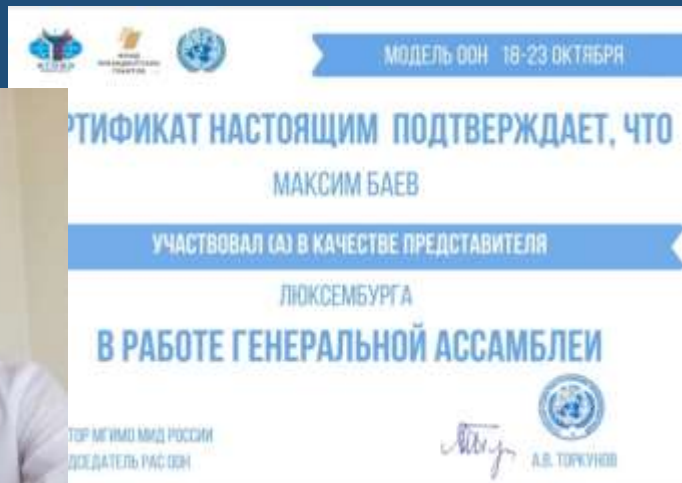 МОДЕЛЬ ООН 18-23 ОКТЯБРЯ
РТИФИКАТ НАСТОЯЩИМ ПОДТВЕРЖДАЕТ, ЧТО
МАКСИМ БАЕВ
УЧАСТВОВАЛ (А) В КАЧЕСТВЕ ПРЕДСТАВИТЕЛЯ
ЛЮКСЕМБУРГА
В РАБОТЕ ГЕНЕРАЛЬНОЙ АССАМБЛЕИ
ТОР МГИМО МИД РОССИИ
ДСЕДАТЕЛЬ РАС ООН
А.В. ТОРКУНОВ